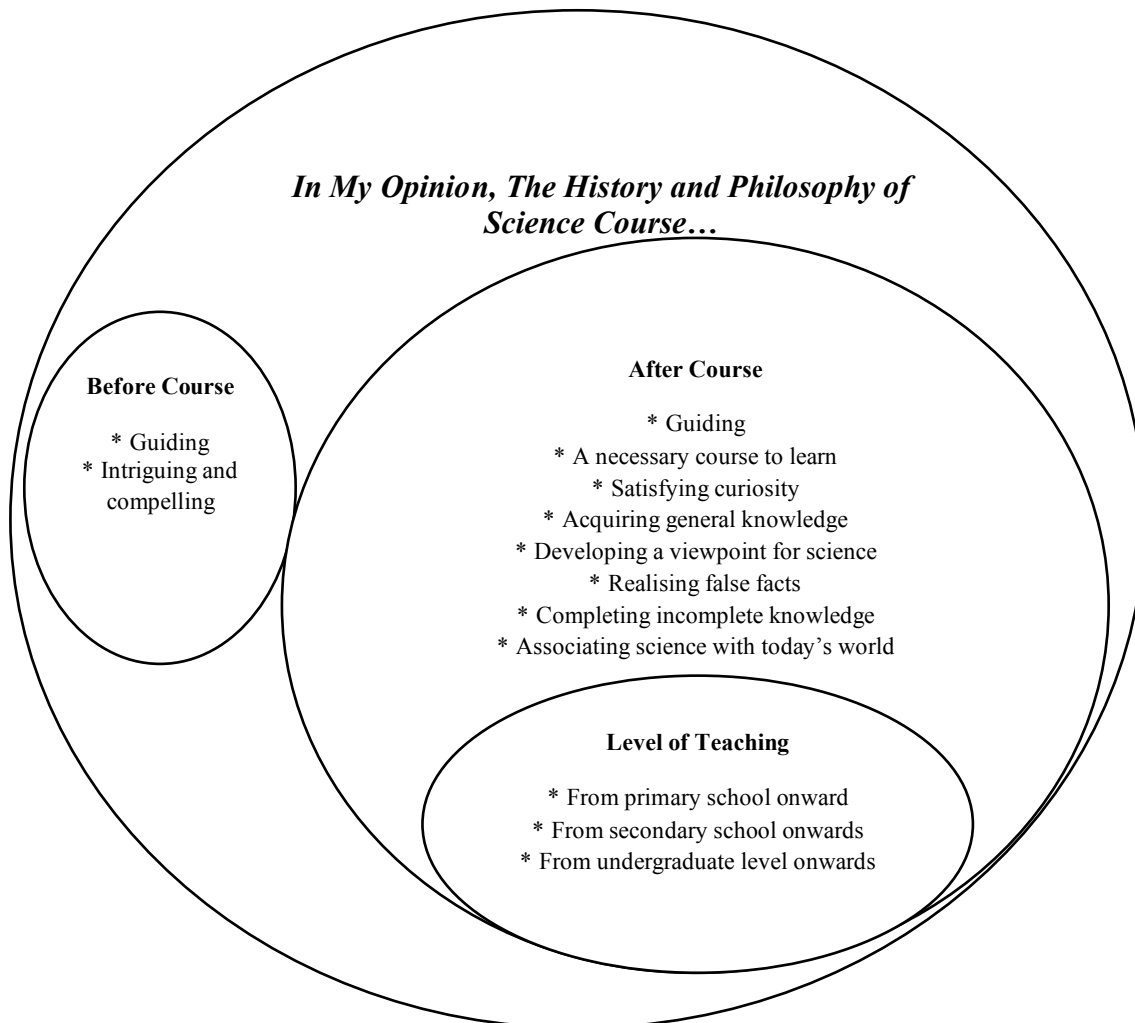 In My Opinion, The History and Philosophy of
Science Course…
Before Course
* Guiding
* Intriguing and
compelling
After Course
* Guiding
* A necessary course to learn
* Satisfying curiosity
* Acquiring general knowledge
* Developing a viewpoint for science
* Realising false facts
* Completing incomplete knowledge
* Associating science with today’s world
Level of Teaching
* From primary school onward
* From secondary school onwards
* From undergraduate level onwards